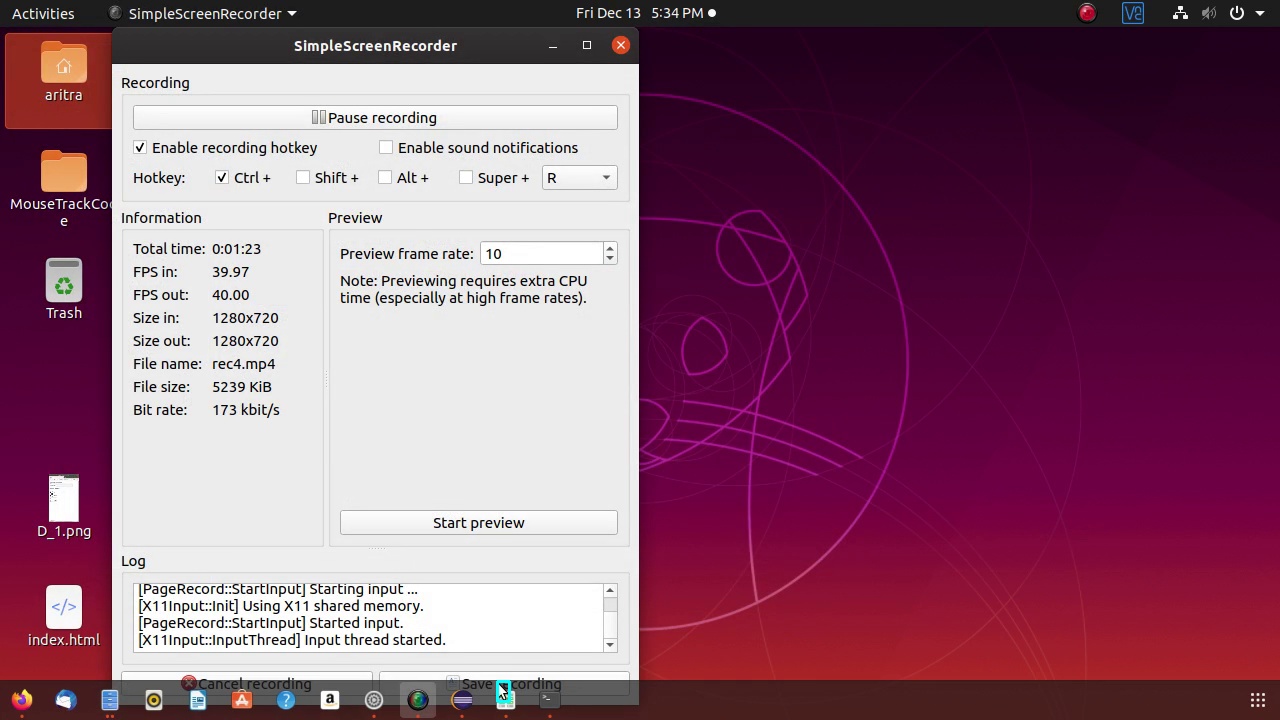 Activities
SimpleScreenRecorder
Fri Dec 13 5:34 PM
SimpleScreenRecorder
aritra
MouseTrackCod
e
Trash
D_1.png
index.html
Recording
Pause recording
Enable recording hotkey
Enable sound notifications
Hotkey:
Ctrl +
Shift +
Alt +
Super +
R
Information
Total time: 0:01:23
FPS in: 39.97
FPS out: 40.00
Size in: 1280x720
Size out: 1280x720
File name: rec4.mp4
File size: 5239 KiB
Bit rate: 173 kbit/s
Preview
Preview frame rate: 10
Note: Previewing requires extra CPU
time (especially at high frame rates).
Start preview
Log
[PageRecord::StartInput] Starting input ...
[X11Input::Init] Using X11 shared memory.
[PageRecord::StartInput] Started input.
[X11Input::InputThread] Input thread started.
Cancel recording